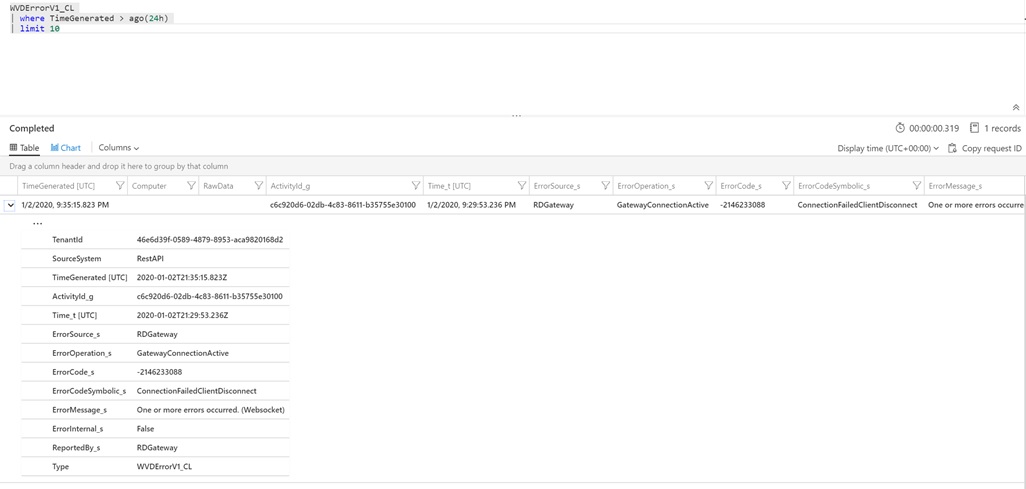 WVDErrorV1_CL
| where TimeGenerated > ago(24h)
| limit 10
...
Completed
00:00:00.319
1 records
Table
Chart
Columns
Display time (UTC+00:00)
Copy request ID
Drag a column header and drop it here to group by that column
TimeGenerated [UTC] Computer RawData ActivityId_g Time_t [UTC] ErrorSource_s ErrorOperation_s ErrorCode_s ErrorCodeSymbolic_s ErrorMessage_s
1/2/2020, 9:35:15.823 PM c6c920d6-02db-4c83-8611-b35755e30100 1/2/2020, 9:29:53.236 PM RDGateway GatewayConnectionActive -2146233088 ConnectionFailedClientDisconnect One or more errors occurre
...
TenantId 46e6d39f-0589-4879-8953-aca9820168d2
SourceSystem RestAPI
TimeGenerated [UTC] 2020-01-02T21:35:15.823Z
ActivityId_g c6c920d6-02db-4c83-8611-b35755e30100
Time_t [UTC] 2020-01-02T21:29:53.236Z
ErrorSource_s RDGateway
ErrorOperation_s GatewayConnectionActive
ErrorCode_s -2146233088
ErrorCodeSymbolic_s ConnectionFailedClientDisconnect
ErrorMessage_s One or more errors occurred. (Websocket)
ErrorInternal_s False
ReportedBy_s RDGateway
Type WVDErrorV1_CL